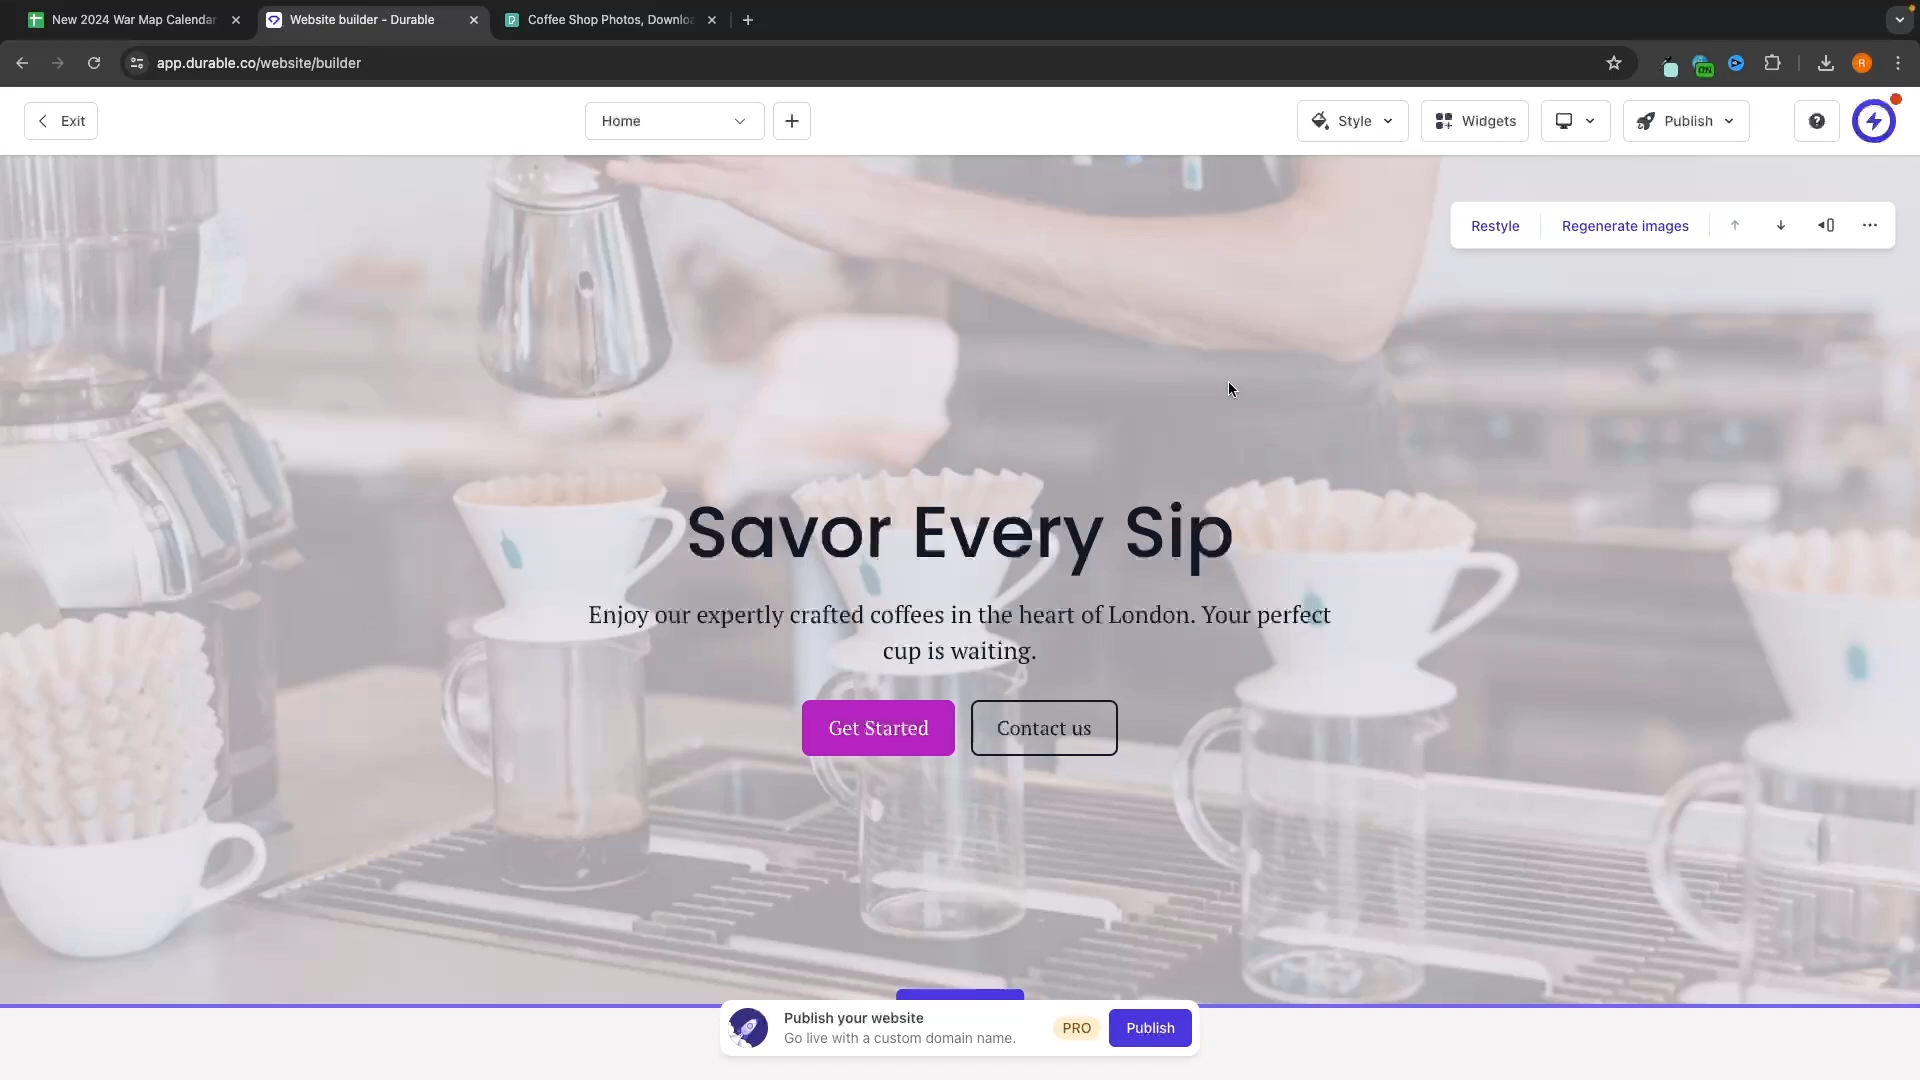 New 2024 War Map Calendar
Website builder - Durable
Coffee Shop Photos, Downlo
app.durable.co/website/builder
ON
R
Exit
Home
Style
Widgets
Publish
Restyle
Regenerate images
Savor Every Sip
Enjoy our expertly crafted coffees in the heart of London. Your perfect
cup is waiting.
Get Started
Contact us
Publish your website
Go live with a custom domain name.
PRO
Publish